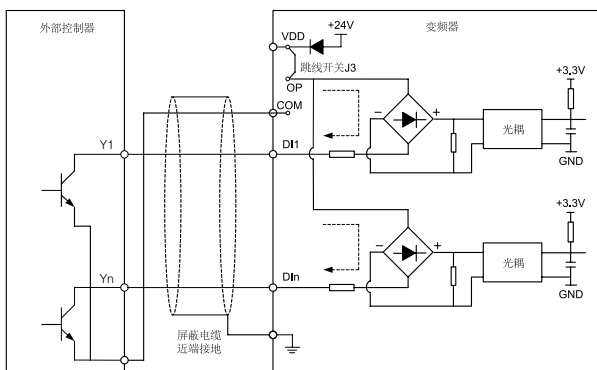 外部控制器
变频器
+24V
VDD
跳线开关J3
OP
COM
+3.3V
Y1
DI1
− +
光耦
GND
+3.3V
Yn
DIn
− +
光耦
GND
屏蔽电缆
近端接地